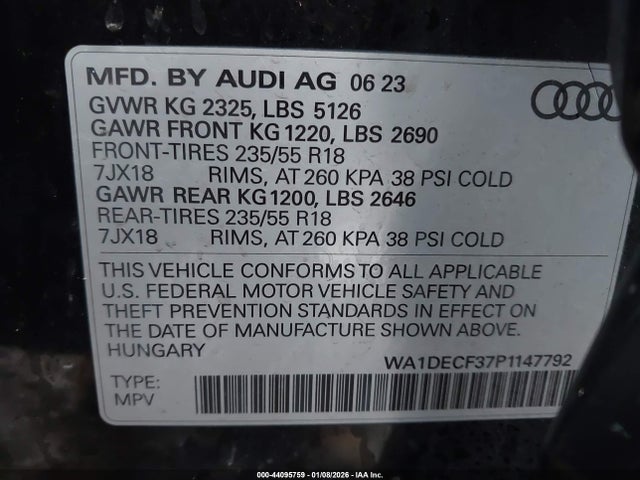 MFD. BY AUDI AG 06 23
GVWR KG 2325, LBS 5126
GAWR FRONT KG 1220, LBS 2690
FRONT-TIRES 235/55 R18
7JX18 RIMS, AT 260 KPA 38 PSI COLD
GAWR REAR KG 1200, LBS 2646
REAR-TIRES 235/55 R18
7JX18 RIMS, AT 260 KPA 38 PSI COLD
THIS VEHICLE CONFORMS TO ALL APPLICABLE
U.S. FEDERAL MOTOR VEHICLE SAFETY AND
THEFT PREVENTION STANDARDS IN EFFECT ON
THE DATE OF MANUFACTURE SHOWN ABOVE.
HUNGARY WA1DECF37P1147792
TYPE:
MPV
000-44095759 | 01/08/2026 - IAA Inc.